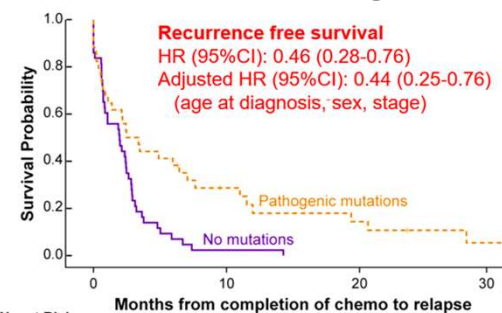 Recurrence free survival
HR (95%CI): 0.46 (0.28-0.76)
Adjusted HR (95%CI): 0.44 (0.25-0.76)
(age at diagnosis, sex, stage)
Survival Probability
1.0
0.8
0.6
0.4
0.2
0.0
Pathogenic mutations
No mutations
0 10 20 30
Months from completion of chemo to relapse